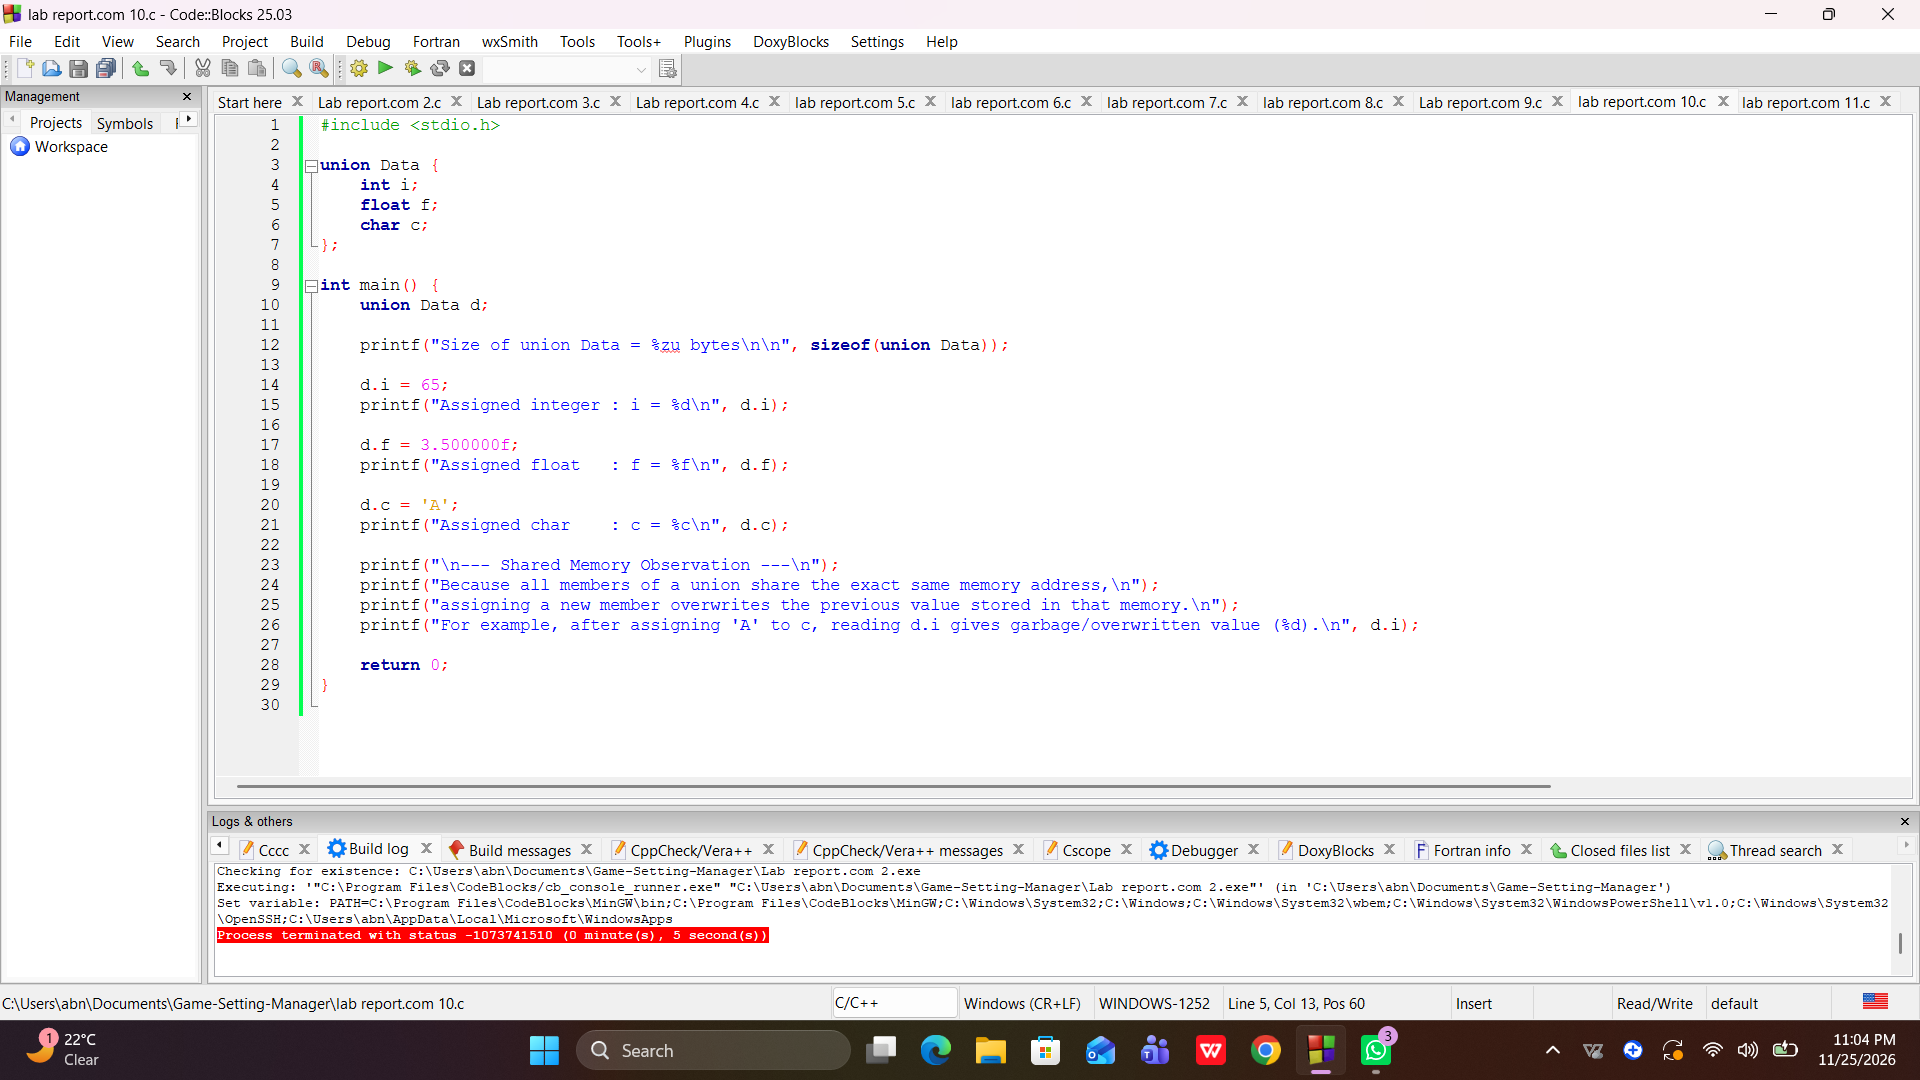 lab report.com 10.c - Code::Blocks 25.03
File Edit View Search Project Build Debug Fortran wxSmith Tools Tools+ Plugins DoxyBlocks Settings Help
Management
Start here Lab report.com 2.c Lab report.com 3.c Lab report.com 4.c lab report.com 5.c lab report.com 6.c lab report.com 7.c lab report.com 8.c Lab report.com 9.c lab report.com 10.c lab report.com 11.c
Projects Symbols
Workspace
1 #include <stdio.h>
2
3 union Data {
4     int i;
5     float f;
6     char c;
7 };
8
9 int main() {
10     union Data d;
11
12     printf("Size of union Data = %zu bytes\n\n", sizeof(union Data));
13
14     d.i = 65;
15     printf("Assigned integer : i = %d\n", d.i);
16
17     d.f = 3.500000f;
18     printf("Assigned float   : f = %f\n", d.f);
19
20     d.c = 'A';
21     printf("Assigned char    : c = %c\n", d.c);
22
23     printf("\n--- Shared Memory Observation ---\n");
24     printf("Because all members of a union share the exact same memory address,\n");
25     printf("assigning a new member overwrites the previous value stored in that memory.\n");
26     printf("For example, after assigning 'A' to c, reading d.i gives garbage/overwritten value (%d).\n", d.i);
27
28     return 0;
29 }
30
Logs & others
Cccc Build log Build messages CppCheck/Vera++ CppCheck/Vera++ messages Cscope Debugger DoxyBlocks Fortran info Closed files list Thread search
Checking for existence: C:\Users\abn\Documents\Game-Setting-Manager\Lab report.com 2.exe
Executing: '"C:\Program Files\CodeBlocks/cb_console_runner.exe" "C:\Users\abn\Documents\Game-Setting-Manager\Lab report.com 2.exe"' (in 'C:\Users\abn\Documents\Game-Setting-Manager')
Set variable: PATH=C:\Program Files\CodeBlocks\MinGW\bin;C:\Program Files\CodeBlocks\MinGW;C:\Windows\System32;C:\Windows;C:\Windows\System32\wbem;C:\Windows\System32\WindowsPowerShell\v1.0;C:\Windows\System32
\OpenSSH;C:\Users\abn\AppData\Local\Microsoft\WindowsApps
Process terminated with status -1073741510 (0 minute(s), 5 second(s))
C:\Users\abn\Documents\Game-Setting-Manager\lab report.com 10.c C/C++ Windows (CR+LF) WINDOWS-1252 Line 5, Col 13, Pos 60 Insert Read/Write default
1 22°C
Clear
Search
3
11:04 PM
11/25/2026